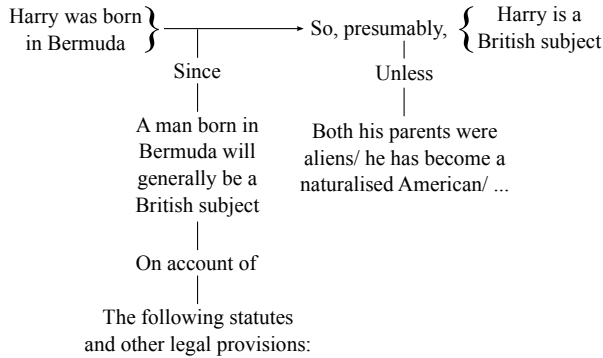 Harry was born
in Bermuda
So, presumably,
Harry is a
British subject
Since
Unless
A man born in
Bermuda will
generally be a
British subject
Both his parents were
aliens/ he has become a
naturalised American/ ...
On account of
The following statutes
and other legal provisions: